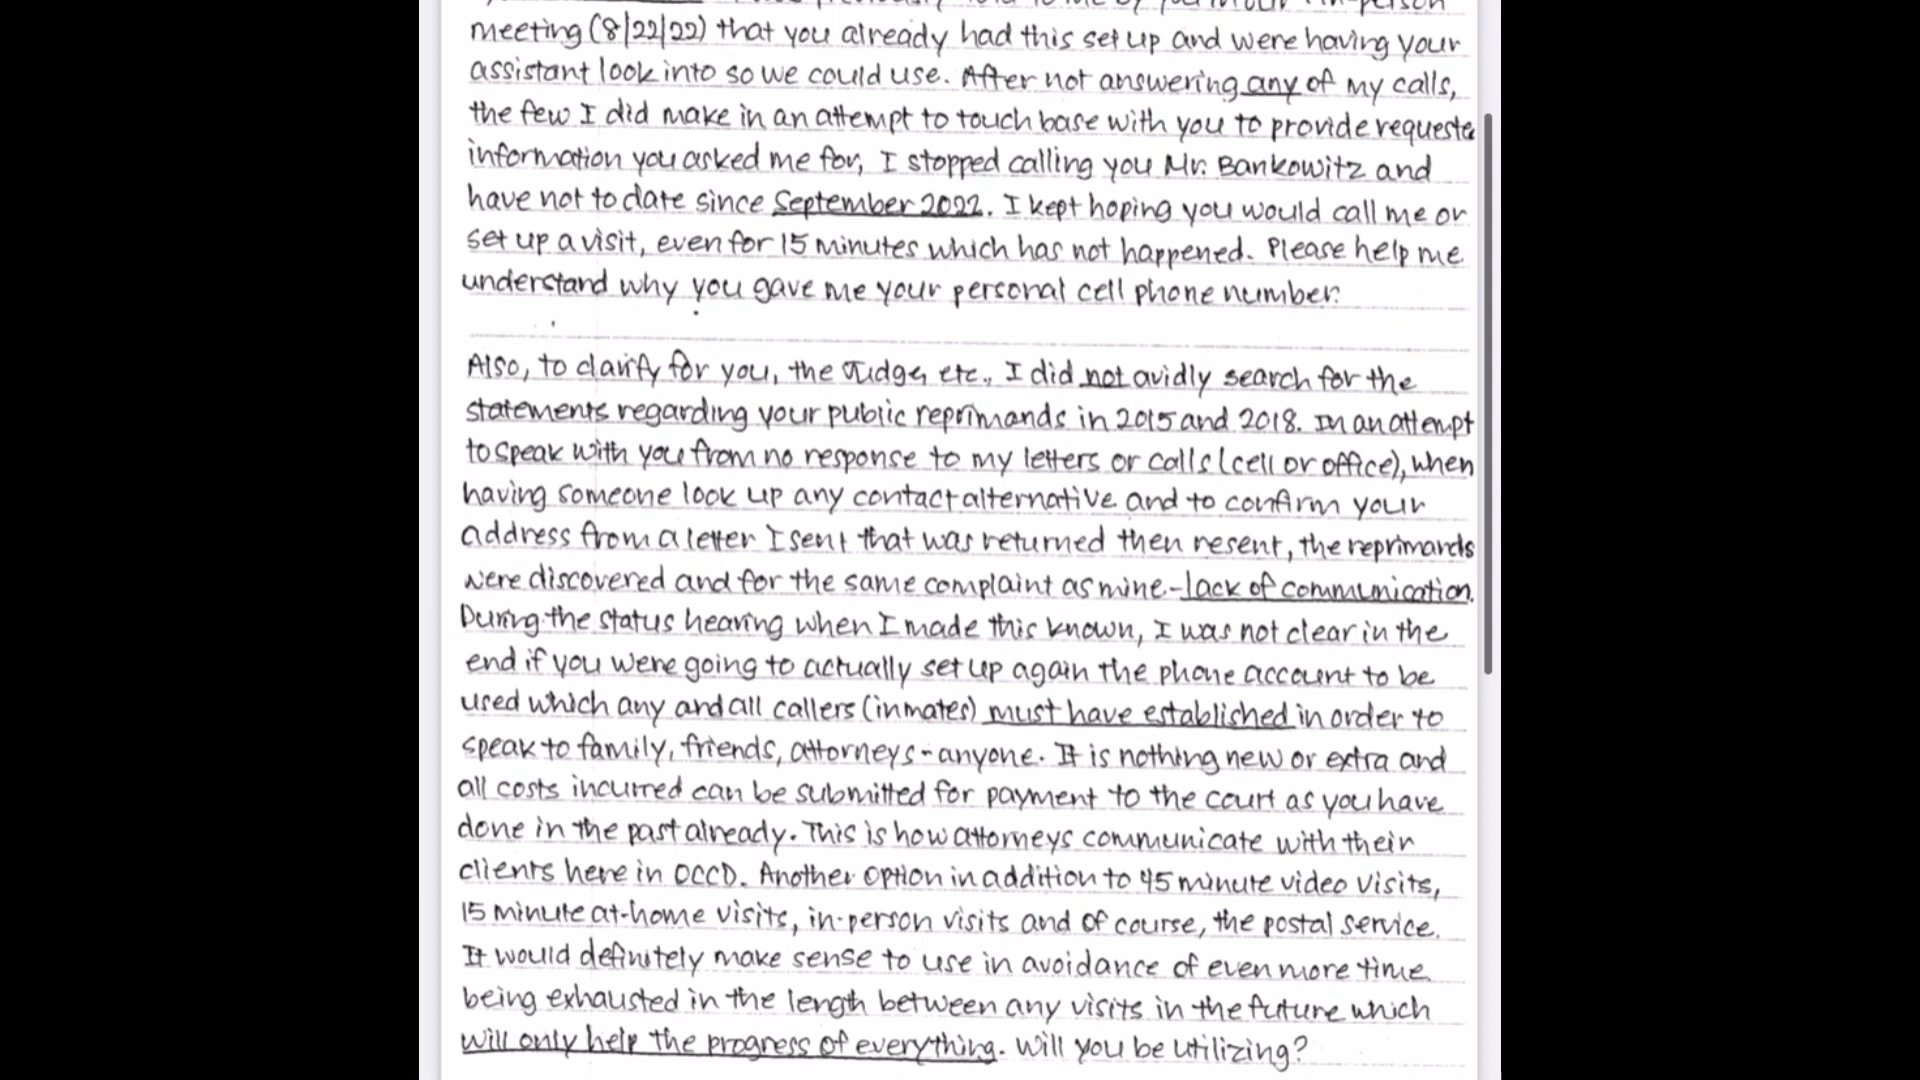 in-person
meeting (8/22/22) that you already had this set up and were having your
assistant look into so we could use. After not answering any of my calls,
the few I did make in an attempt to touch base with you to provide requeste
information you asked me for, I stopped calling you Mr. Bankowitz and
have not to date since September 2022. I kept hoping you would call me or
set up a visit, even for 15 minutes which has not happened. Please help me
understand why you gave me your personal cell phone number.
Also, to clarify for you, the Judge, etc., I did not avidly search for the
statements regarding your public reprimands in 2015 and 2018. In an attempt
to speak with you from no response to my letters or calls (cell or office), when
having someone look up any contact alternative and to confirm your
address from a letter I sent that was returned then resent, the reprimands
were discovered and for the same complaint as mine - lack of communication.
During the status hearing when I made this known, I was not clear in the
end if you were going to actually set up again the phone account to be
used which any and all callers (inmates) must have established in order to
speak to family, friends, attorneys - anyone. It is nothing new or extra and
all costs incurred can be submitted for payment to the court as you have
done in the past already. This is how attorneys communicate with their
clients here in OCCD. Another option in addition to 45 minute video visits,
15 minute at-home visits, in-person visits and of course, the postal service.
It would definitely make sense to use in avoidance of even more time
being exhausted in the length between any visits in the future which
will only help the progress of everything. Will you be utilizing?